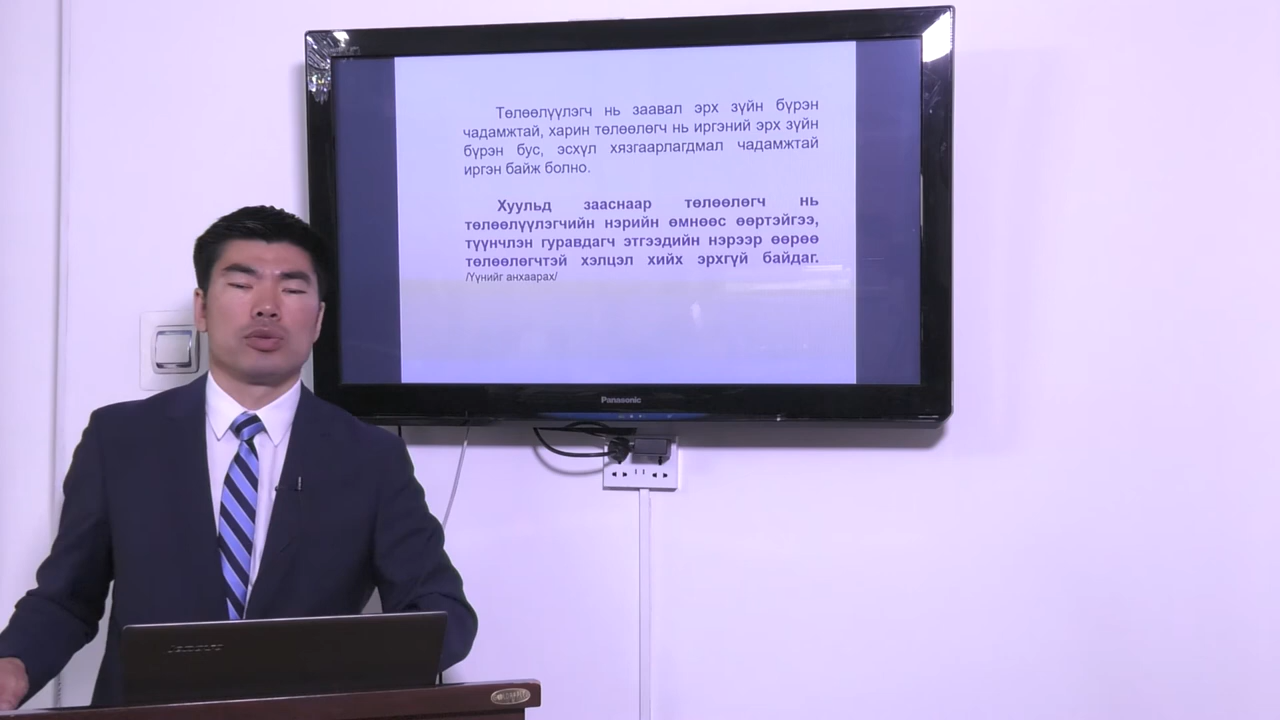 Төлөөлүүлэгч нь заавал эрх зүйн бүрэн
чадамжтай, харин төлөөлөгч нь иргэний эрх зүйн
бүрэн бус, эсхүл хязгаарлагдмал чадамжтай
иргэн байж болно.
Хуульд зааснаар төлөөлөгч нь
төлөөлүүлэгчийн нэрийн өмнөөс өөртэйгээ,
түүнчлэн гуравдагч этгээдийн нэрээр өөрөө
төлөөлөгчтэй хэлцэл хийх эрхгүй байдаг.
/Үүнийг анхаарах/
Panasonic
Lenovo